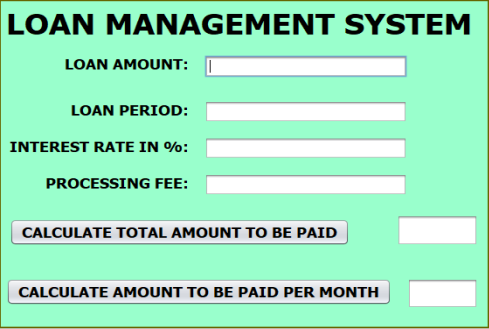 LOAN MANAGEMENT SYSTEM
LOAN AMOUNT:
LOAN PERIOD:
INTEREST RATE IN %:
PROCESSING FEE:
CALCULATE TOTAL AMOUNT TO BE PAID
CALCULATE AMOUNT TO BE PAID PER MONTH